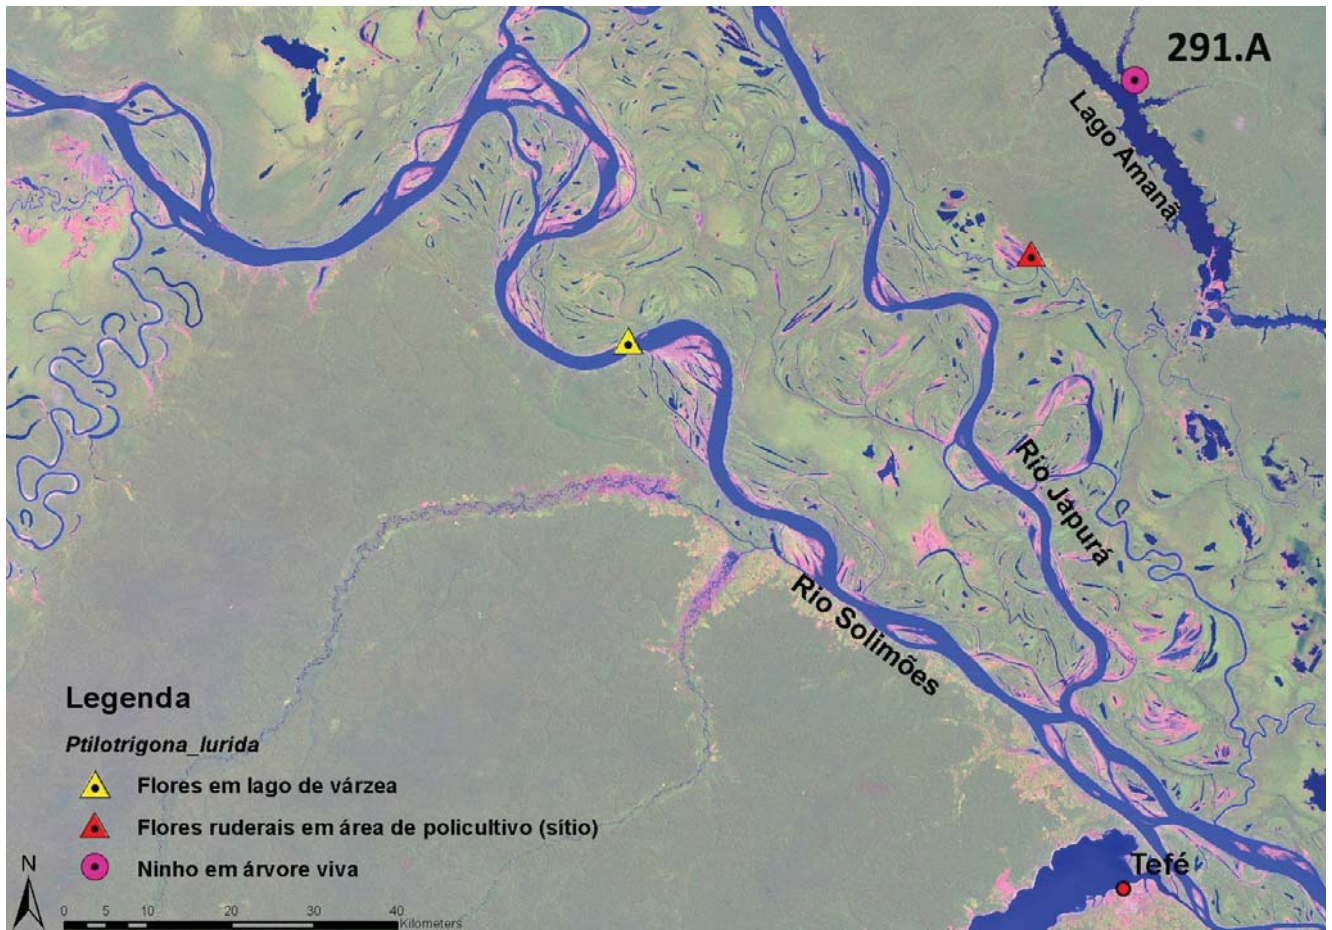 291.A
Lago Amanã
Rio Japurá
Rio Solimões
Legenda
Ptilotrigona_lurida
Flores em lago de várzea
Flores ruderais em área de policultivo (sítio)
Ninho em árvore viva
Tefé
N
0 5 10 20 30 40
Kilometers